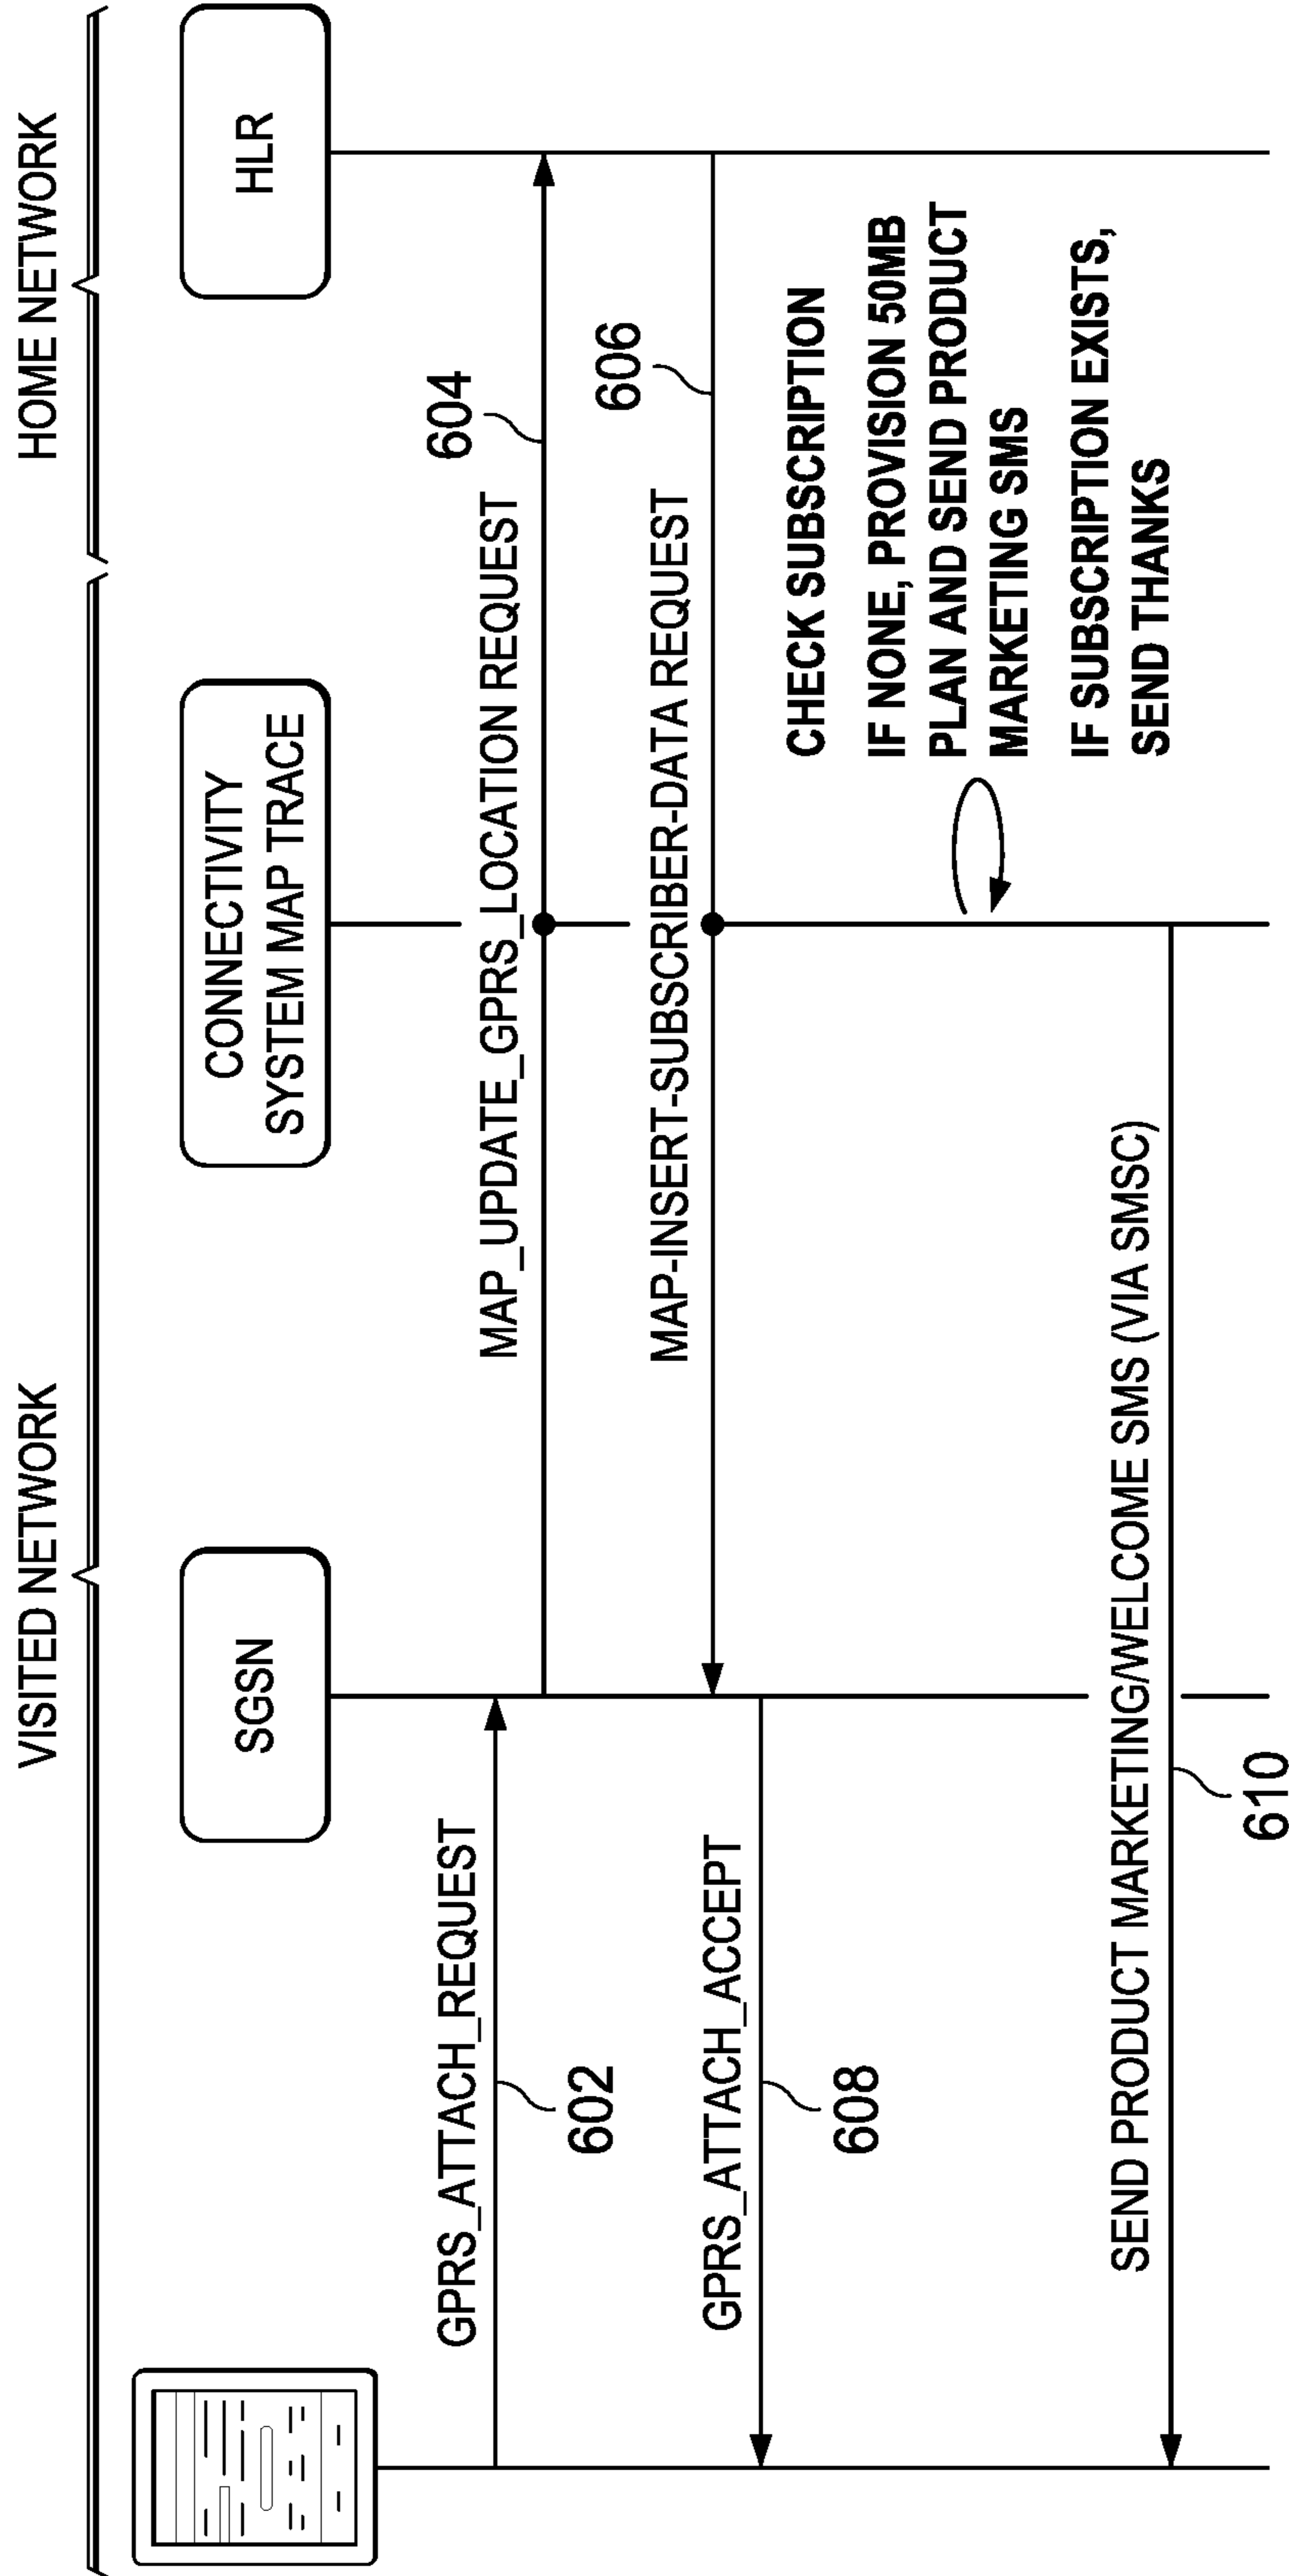 VISITED NETWORK
HOME NETWORK
SGSN
CONNECTIVITY
SYSTEM MAP TRACE
HLR
GPRS_ATTACH_REQUEST
602
MAP_UPDATE_GPRS_LOCATION REQUEST
604
MAP-INSERT-SUBSCRIBER-DATA REQUEST
606
GPRS_ATTACH_ACCEPT
608
CHECK SUBSCRIPTION
IF NONE, PROVISION 50MB
PLAN AND SEND PRODUCT
MARKETING SMS
IF SUBSCRIPTION EXISTS,
SEND THANKS
SEND PRODUCT MARKETING/WELCOME SMS (VIA SMSC)
610